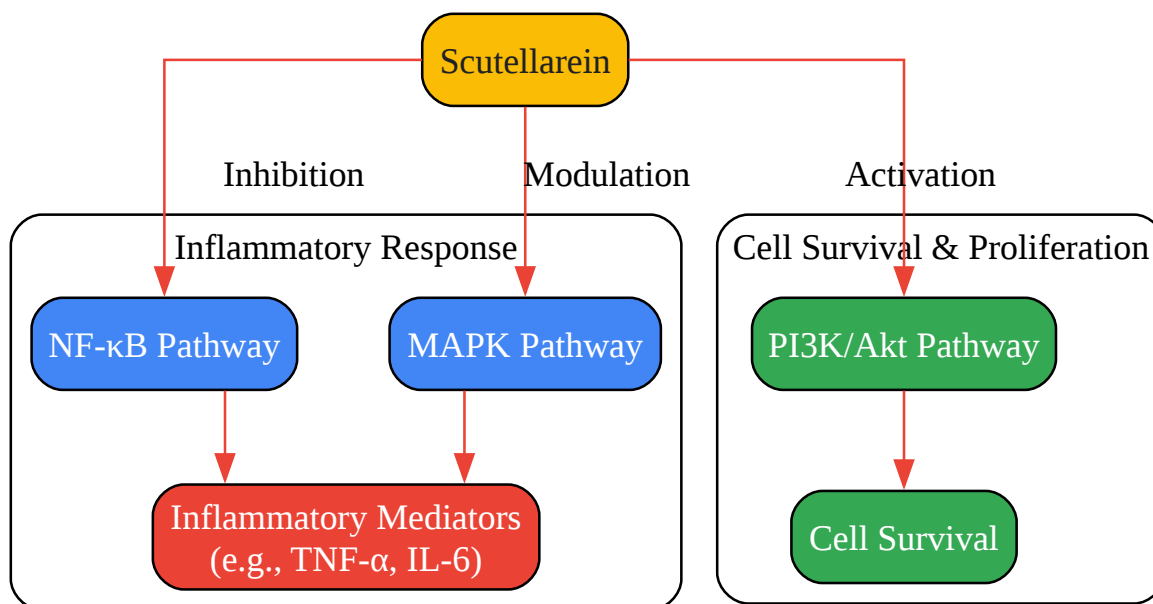 Scutellarein
Inhibition
Modulation
Activation
Inflammatory Response
Cell Survival & Proliferation
NF-κB Pathway
MAPK Pathway
PI3K/Akt Pathway
Inflammatory Mediators
(e.g., TNF-α, IL-6)
Cell Survival